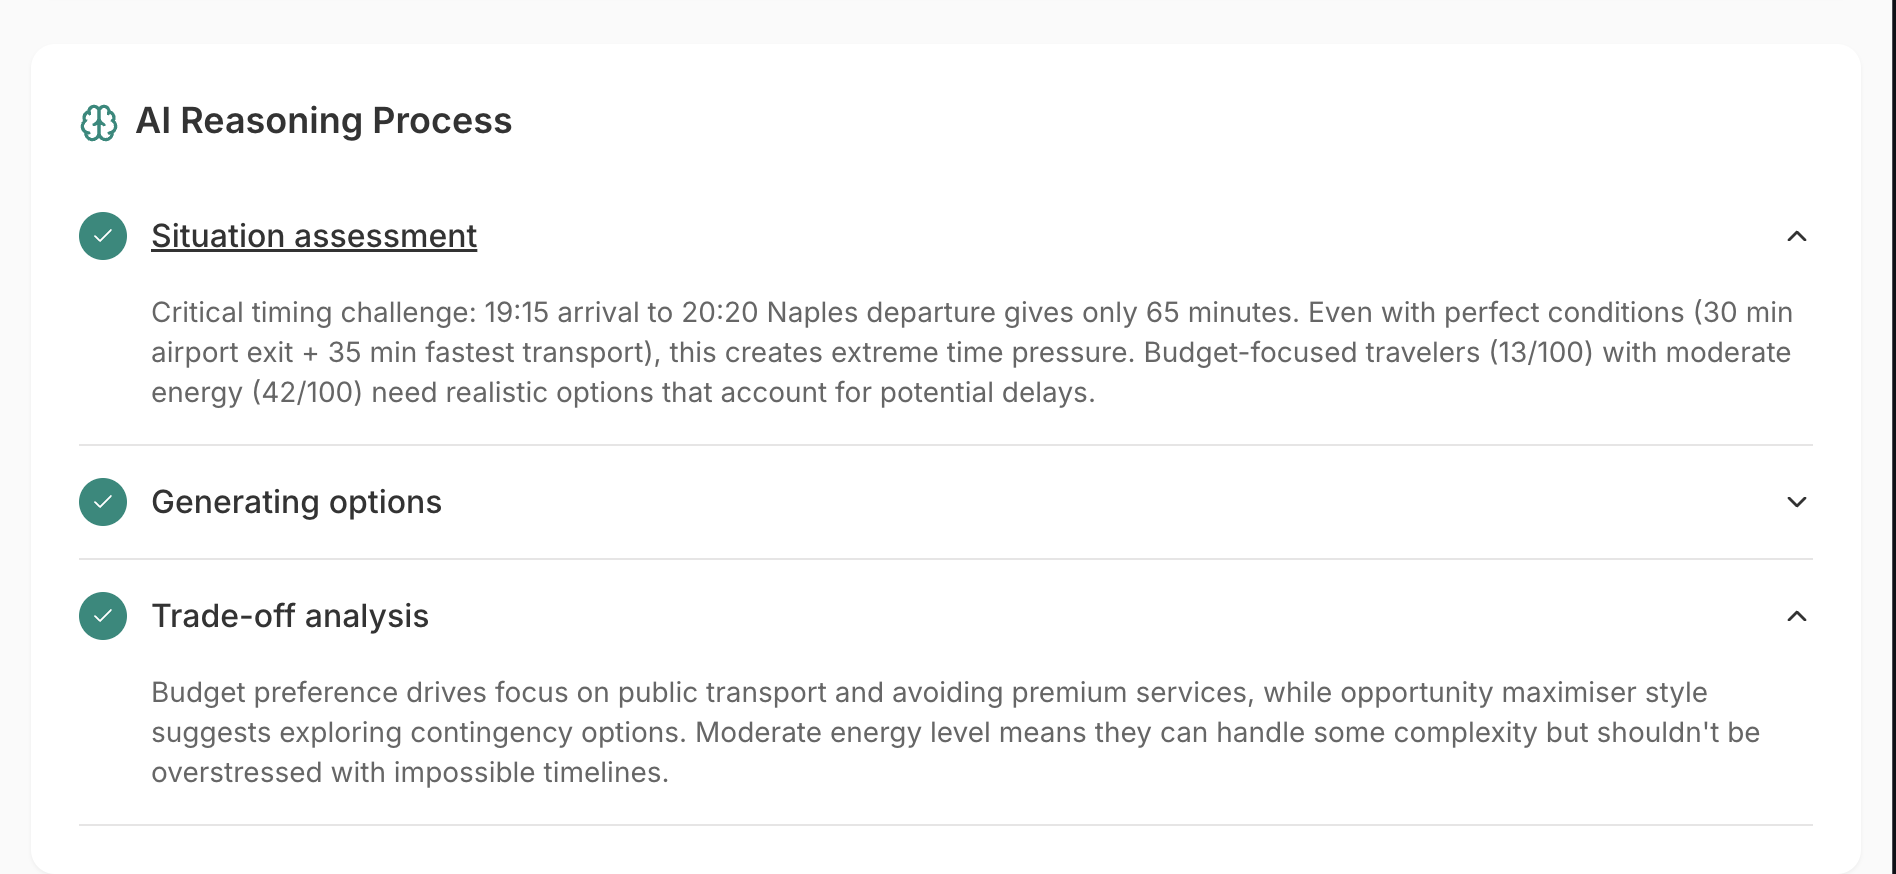 AI Reasoning Process
Situation assessment
Critical timing challenge: 19:15 arrival to 20:20 Naples departure gives only 65 minutes. Even with perfect conditions (30 min
airport exit + 35 min fastest transport), this creates extreme time pressure. Budget-focused travelers (13/100) with moderate
energy (42/100) need realistic options that account for potential delays.
Generating options
Trade-off analysis
Budget preference drives focus on public transport and avoiding premium services, while opportunity maximiser style
suggests exploring contingency options. Moderate energy level means they can handle some complexity but shouldn't be
overstressed with impossible timelines.